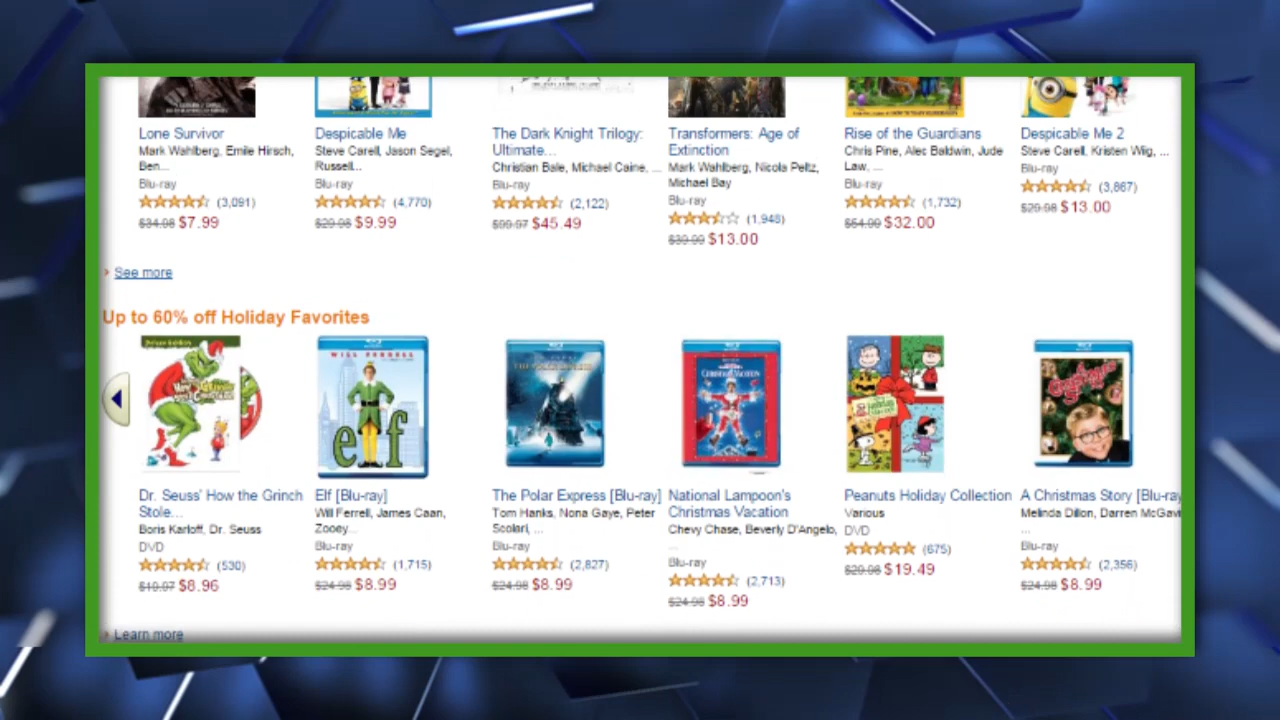 Lone Survivor
Mark Wahlberg, Emile Hirsch,
Ben...
Blu-ray
(3,091)
$34.98 $7.99
Despicable Me
Steve Carell, Jason Segel,
Russell...
Blu-ray
(4,770)
$29.98 $9.99
The Dark Knight Trilogy:
Ultimate...
Christian Bale, Michael Caine, ...
Blu-ray
(2,122)
$99.97 $45.49
Transformers: Age of
Extinction
Mark Wahlberg, Nicola Peltz,
Michael Bay
Blu-ray
(1,948)
$39.99 $13.00
Rise of the Guardians
Chris Pine, Alec Baldwin, Jude
Law, ...
Blu-ray
(1,732)
$54.99 $32.00
Despicable Me 2
Steve Carell, Kristen Wiig, ...
Blu-ray
(3,867)
$29.98 $13.00
› See more
Up to 60% off Holiday Favorites
WILL FERRELL
elf
CHRISTMAS VACATION
Dr. Seuss' How the Grinch
Stole...
Boris Karloff, Dr. Seuss
DVD
(530)
$19.97 $8.96
Elf [Blu-ray]
Will Ferrell, James Caan,
Zooey...
Blu-ray
(1,715)
$24.98 $8.99
The Polar Express [Blu-ray]
Tom Hanks, Nona Gaye, Peter
Scolari, ...
Blu-ray
(2,827)
$24.98 $8.99
National Lampoon's
Christmas Vacation
Chevy Chase, Beverly D'Angelo,
...
Blu-ray
(2,713)
$24.98 $8.99
Peanuts Holiday Collection
Various
DVD
(675)
$29.98 $19.49
A Christmas Story [Blu-ray
Melinda Dillon, Darren McGavi
...
Blu-ray
(2,356)
$24.98 $8.99
› Learn more